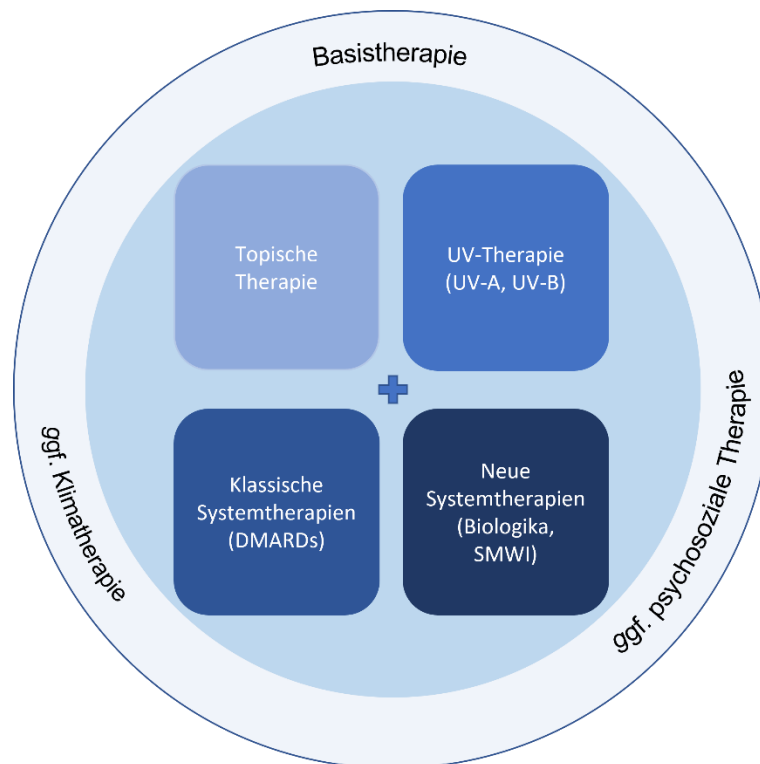 Basistherapie
Topische
Therapie
UV-Therapie
(UV-A, UV-B)
Klassische
Systemtherapien
(DMARDs)
Neue
Systemtherapien
(Biologika,
SMWI)
ggf. Klimatherapie
ggf. psychosoziale Therapie